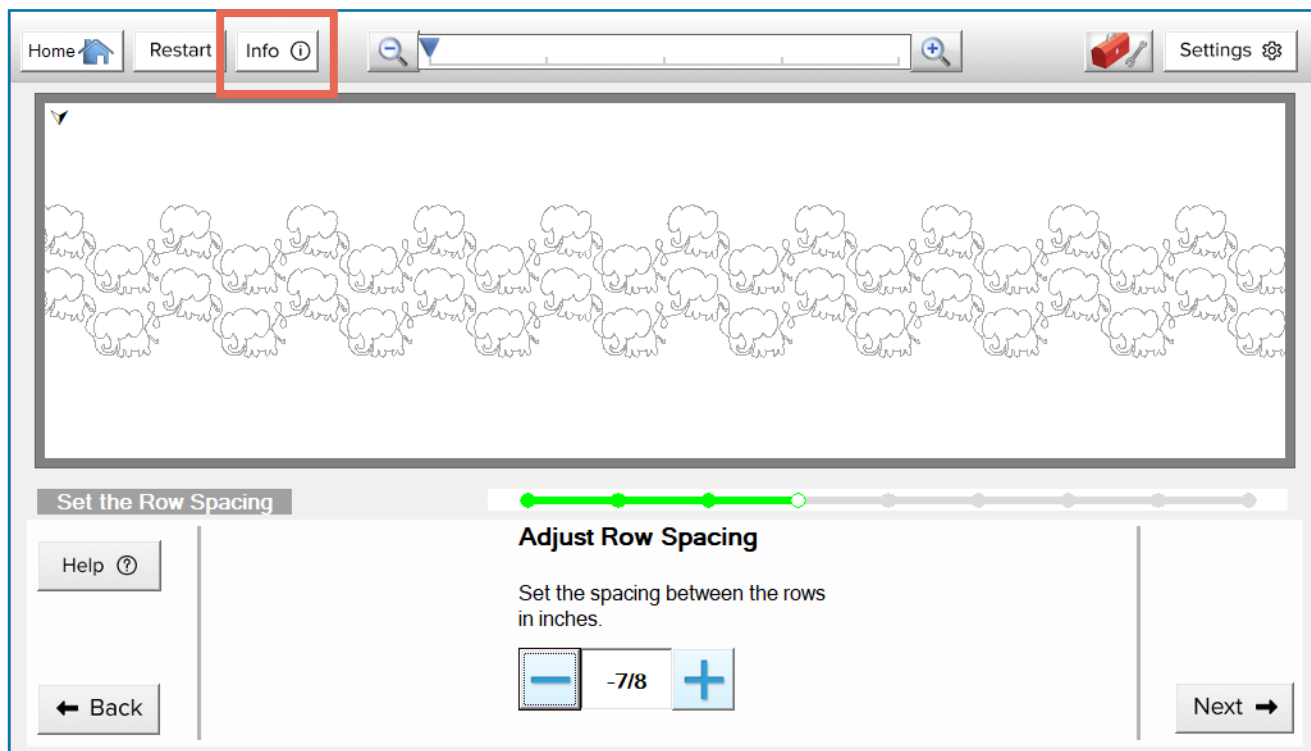 Home Restart Info Settings
Set the Row Spacing
Adjust Row Spacing
Help
Set the spacing between the rows
in inches.
-7/8
Back
Next